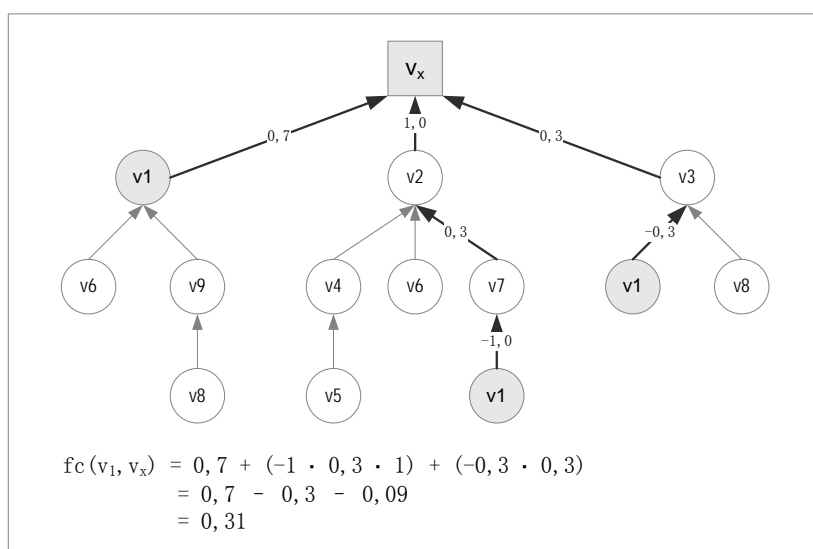 vx
0,7
1,0
0,3
v1
v2
v3
0,3
-0,3
v6
v9
v4
v6
v7
v1
v8
-1,0
v8
v5
v1
fc(v1,vx) = 0,7 + (-1 · 0,3 · 1) + (-0,3 · 0,3)
= 0,7 - 0,3 - 0,09
= 0,31